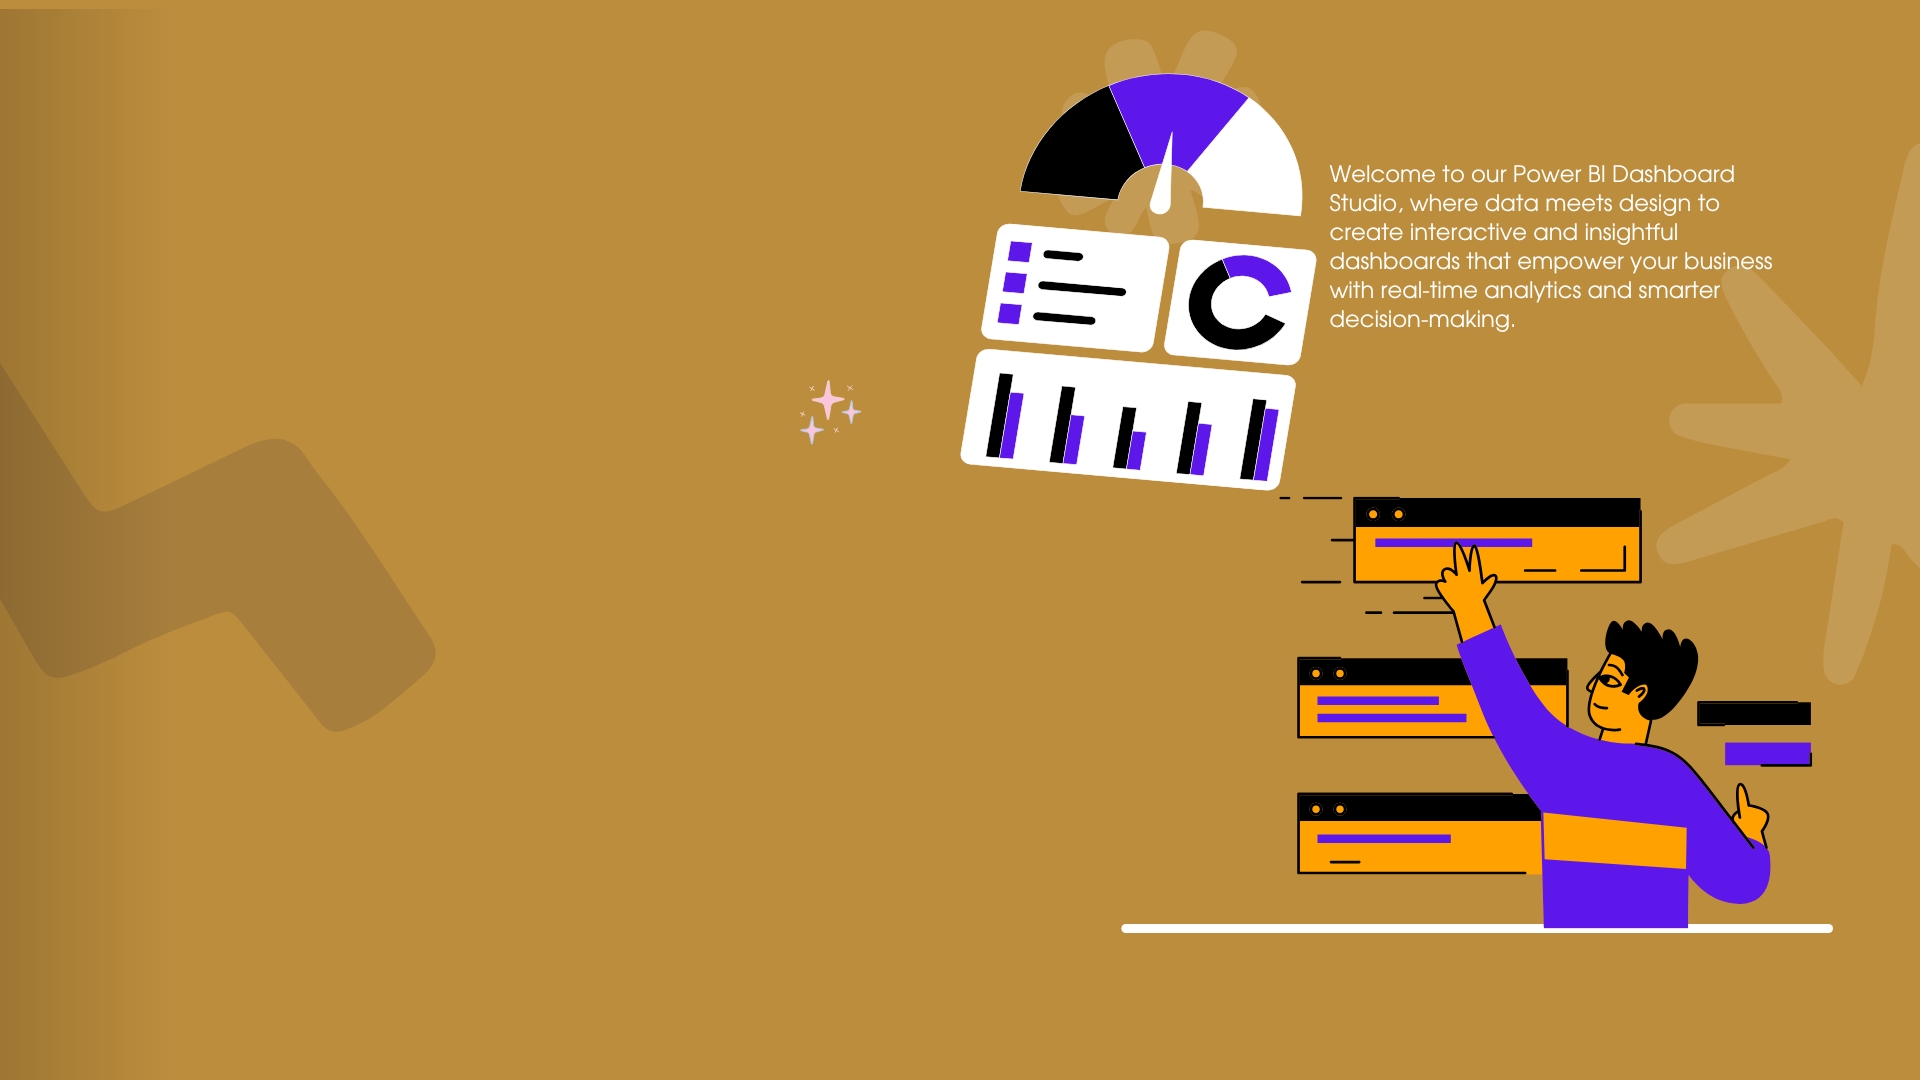 Welcome to our Power BI Dashboard
Studio, where data meets design to
create interactive and insightful
dashboards that empower your business
with real-time analytics and smarter
decision-making.